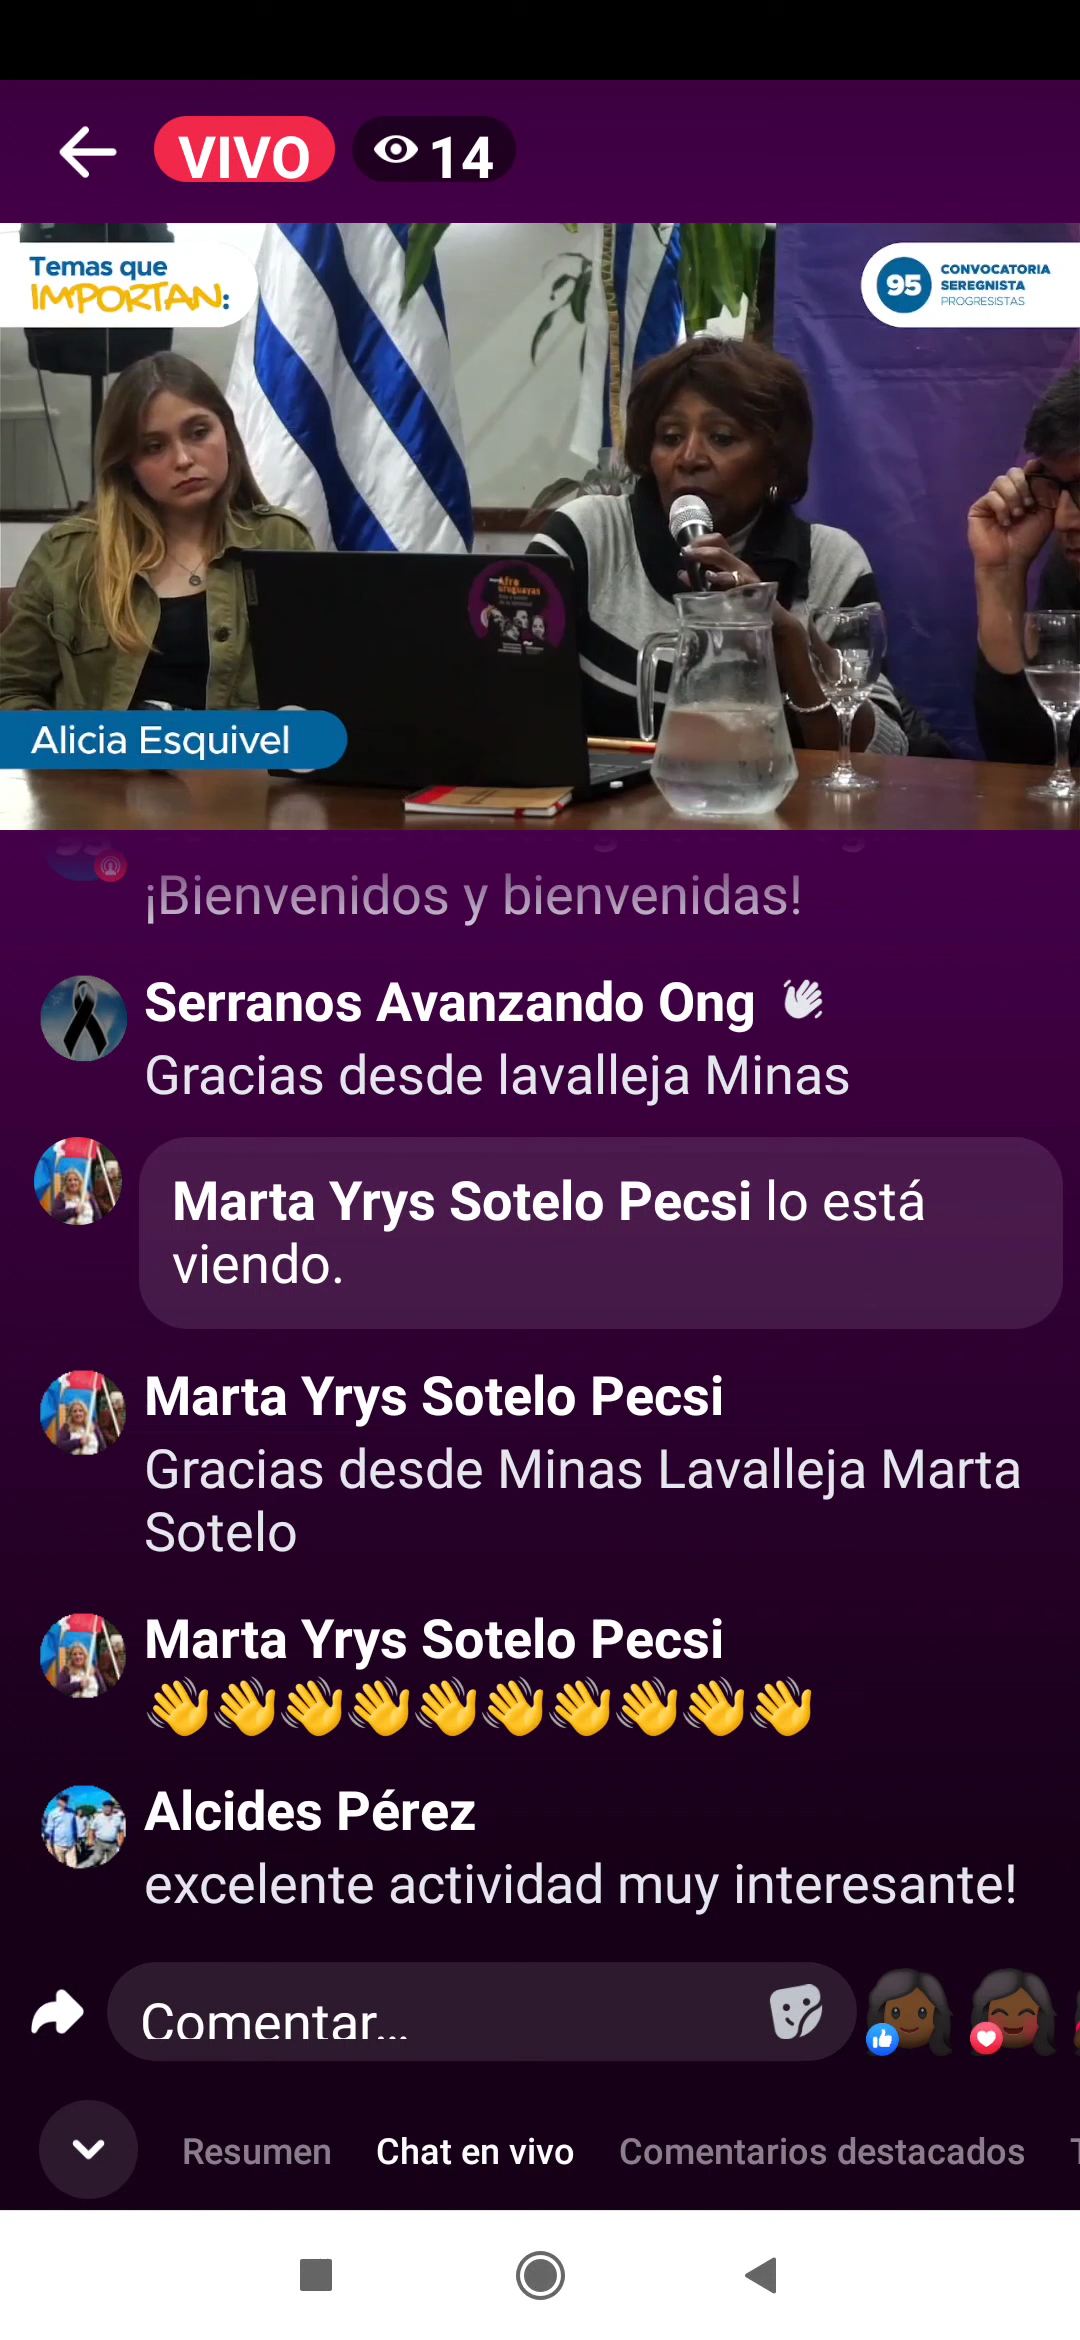 VIVO
14
Temas que
IMPORTAN:
95
CONVOCATORIA
SEREGNISTA
PROGRESISTAS
Afro
uruguayas
Alicia Esquivel
¡Bienvenidos y bienvenidas!
Serranos Avanzando Ong 👋
Gracias desde lavalleja Minas
Marta Yrys Sotelo Pecsi lo está
viendo.
Marta Yrys Sotelo Pecsi
Gracias desde Minas Lavalleja Marta
Sotelo
Marta Yrys Sotelo Pecsi
👋👋👋👋👋👋👋👋👋👋
Alcides Pérez
excelente actividad muy interesante!
Comentar...
Resumen
Chat en vivo
Comentarios destacados